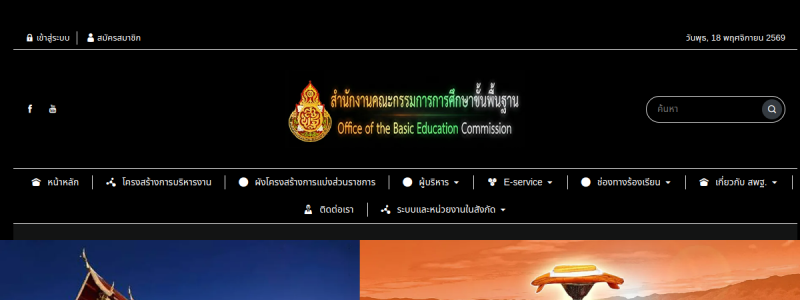 เข้าสู่ระบบ
สมัครสมาชิก
วันพุธ, 18 พฤศจิกายน 2569
สำนักงานคณะกรรมการการศึกษาขั้นพื้นฐาน
Office of the Basic Education Commission
ค้นหา
หน้าหลัก
โครงสร้างการบริหารงาน
ผังโครงสร้างการแบ่งส่วนราชการ
ผู้บริหาร
E-service
ช่องทางร้องเรียน
เกี่ยวกับ สพฐ.
ติดต่อเรา
ระบบและหน่วยงานในสังกัด